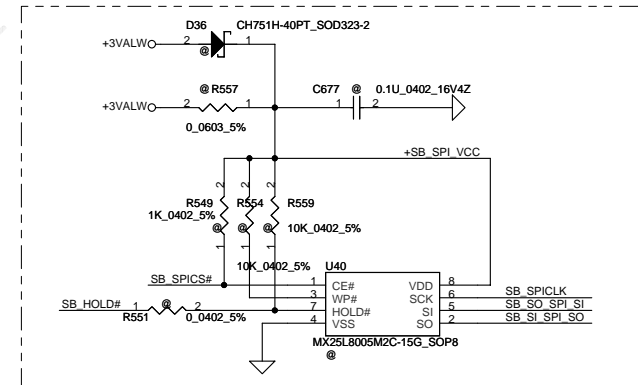 D36 CH751H-40PT_SOD323-2
+3VALW 2 1
@
@ R557 C677 0.1U_0402_16V4Z
+3VALW 2 1 1 2
0_0603_5%
+SB_SPI_VCC
2 2 2
R549 R554 R559
1K_0402_5%
@ @ @ 10K_0402_5%
1 1 1
10K_0402_5% U40
SB_SPICS# 1 CE# VDD 8
3 WP# SCK 6 SB_SPICLK
SB_HOLD# 1 @ 2 7 HOLD# SI 5 SB_SO_SPI_SI
R551 0_0402_5% 4 VSS SO 2 SB_SI_SPI_SO
MX25L8005M2C-15G_SOP8
@